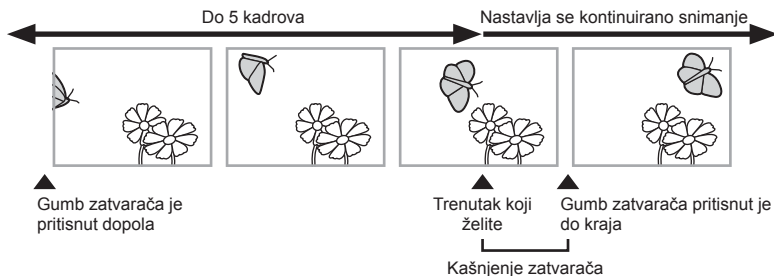 Do 5 kadrova
Nastavlja se kontinuirano snimanje
Gumb zatvarača je
pritisnut dopola
Trenutak koji
želite
Gumb zatvarača pritisnut je
do kraja
Kašnjenje zatvarača